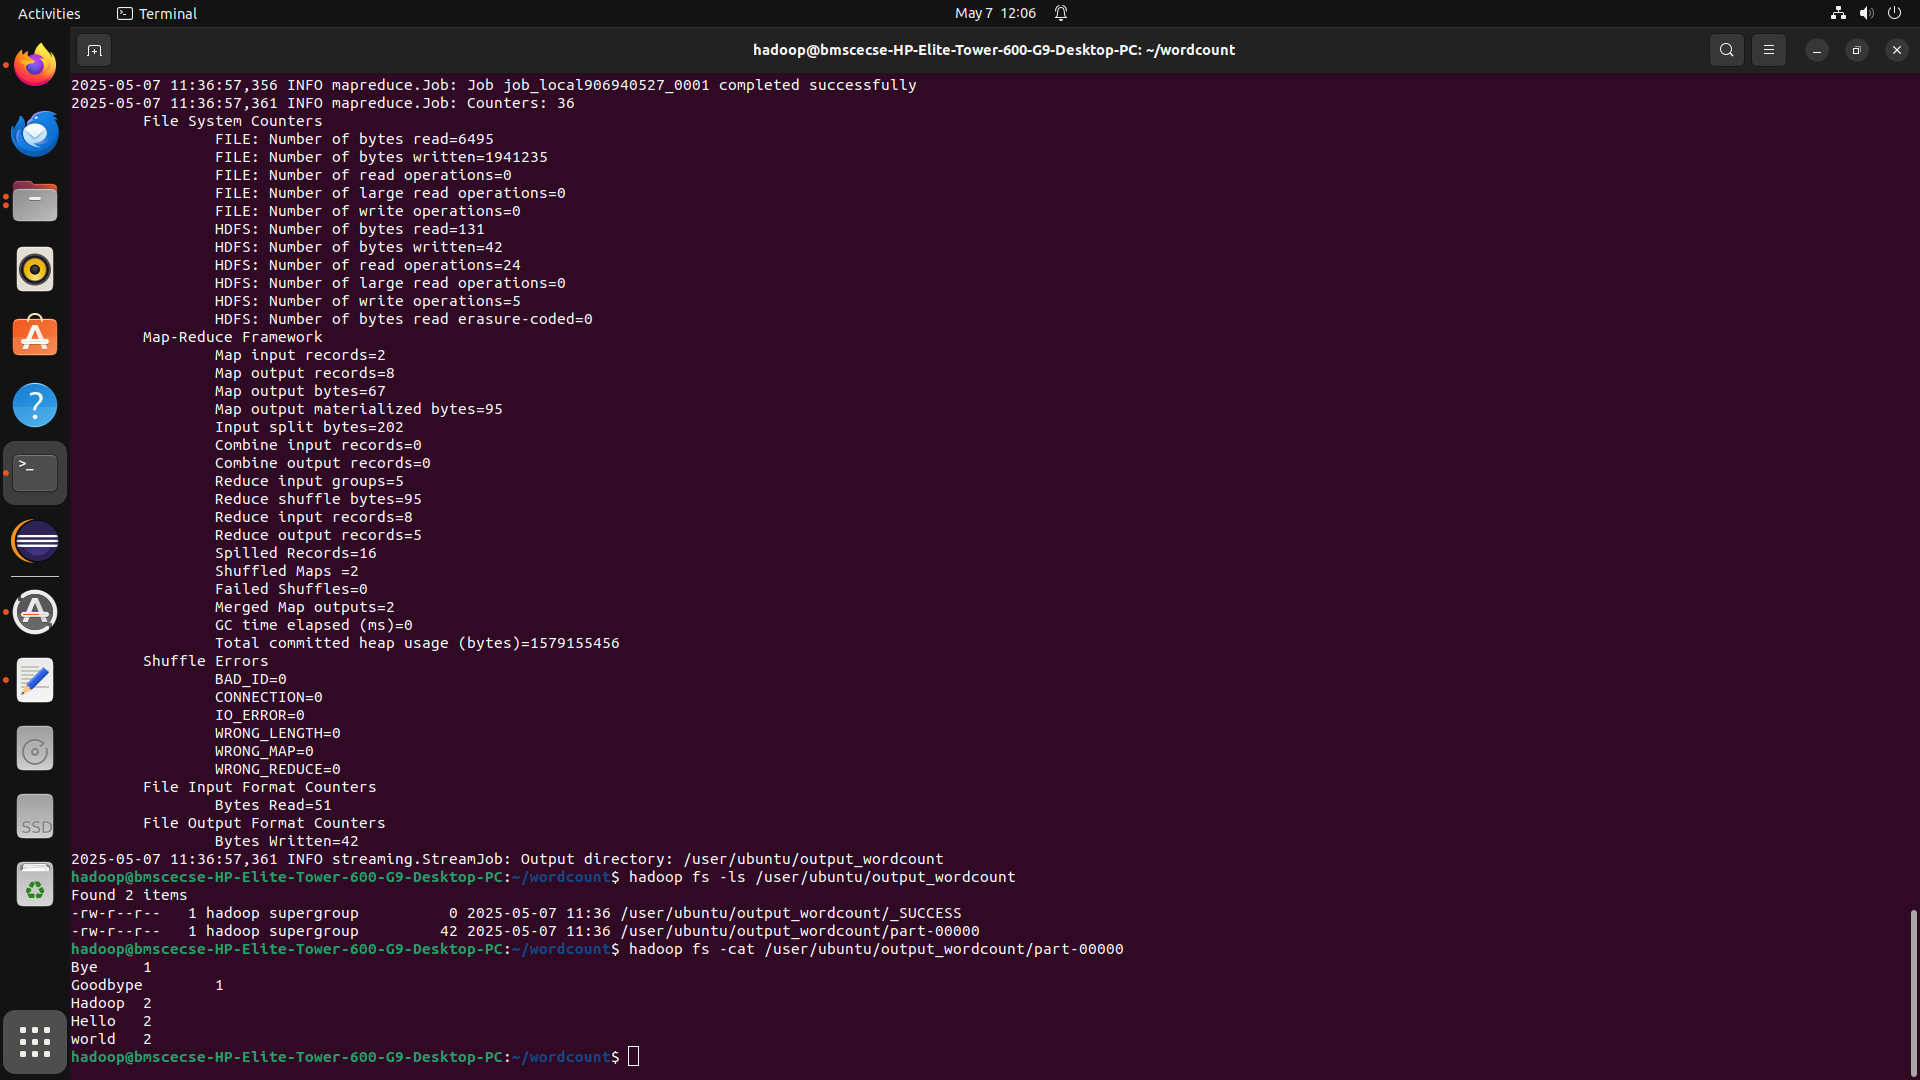 Activities
Terminal
May 7 12:06
hadoop@bmscecse-HP-Elite-Tower-600-G9-Desktop-PC: ~/wordcount
2025-05-07 11:36:57,356 INFO mapreduce.Job: Job job_local906940527_0001 completed successfully
2025-05-07 11:36:57,361 INFO mapreduce.Job: Counters: 36
File System Counters
FILE: Number of bytes read=6495
FILE: Number of bytes written=1941235
FILE: Number of read operations=0
FILE: Number of large read operations=0
FILE: Number of write operations=0
HDFS: Number of bytes read=131
HDFS: Number of bytes written=42
HDFS: Number of read operations=24
HDFS: Number of large read operations=0
HDFS: Number of write operations=5
HDFS: Number of bytes read erasure-coded=0
Map-Reduce Framework
Map input records=2
Map output records=8
Map output bytes=67
Map output materialized bytes=95
Input split bytes=202
Combine input records=0
Combine output records=0
Reduce input groups=5
Reduce shuffle bytes=95
Reduce input records=8
Reduce output records=5
Spilled Records=16
Shuffled Maps =2
Failed Shuffles=0
Merged Map outputs=2
GC time elapsed (ms)=0
Total committed heap usage (bytes)=1579155456
Shuffle Errors
BAD_ID=0
CONNECTION=0
IO_ERROR=0
WRONG_LENGTH=0
WRONG_MAP=0
WRONG_REDUCE=0
File Input Format Counters
Bytes Read=51
File Output Format Counters
Bytes Written=42
2025-05-07 11:36:57,361 INFO streaming.StreamJob: Output directory: /user/ubuntu/output_wordcount
hadoop@bmscecse-HP-Elite-Tower-600-G9-Desktop-PC:~/wordcount$ hadoop fs -ls /user/ubuntu/output_wordcount
Found 2 items
-rw-r--r--   1 hadoop supergroup          0 2025-05-07 11:36 /user/ubuntu/output_wordcount/_SUCCESS
-rw-r--r--   1 hadoop supergroup         42 2025-05-07 11:36 /user/ubuntu/output_wordcount/part-00000
hadoop@bmscecse-HP-Elite-Tower-600-G9-Desktop-PC:~/wordcount$ hadoop fs -cat /user/ubuntu/output_wordcount/part-00000
Bye     1
Goodbype        1
Hadoop  2
Hello   2
world   2
hadoop@bmscecse-HP-Elite-Tower-600-G9-Desktop-PC:~/wordcount$
SSD